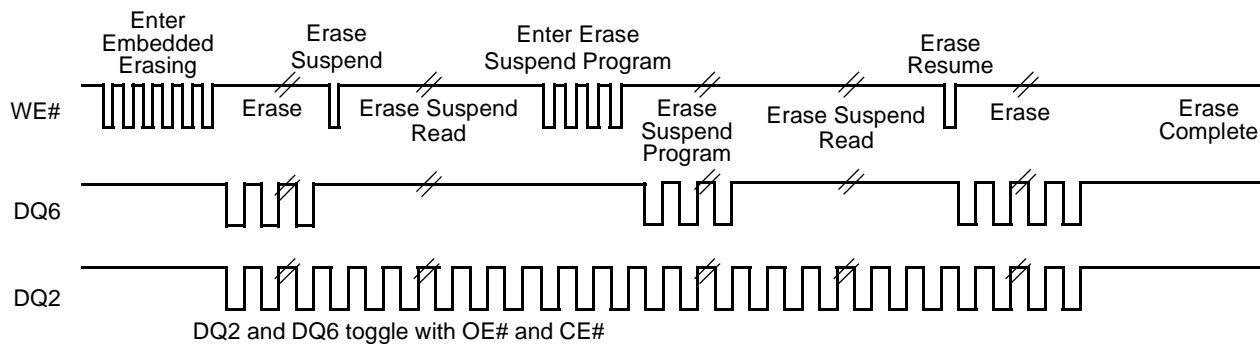 Enter
Embedded
Erasing
Erase
Suspend
Enter Erase
Suspend Program
Erase
Resume
WE#
Erase
Erase Suspend
Read
Erase
Suspend
Program
Erase Suspend
Read
Erase
Erase
Complete
DQ6
DQ2
DQ2 and DQ6 toggle with OE# and CE#